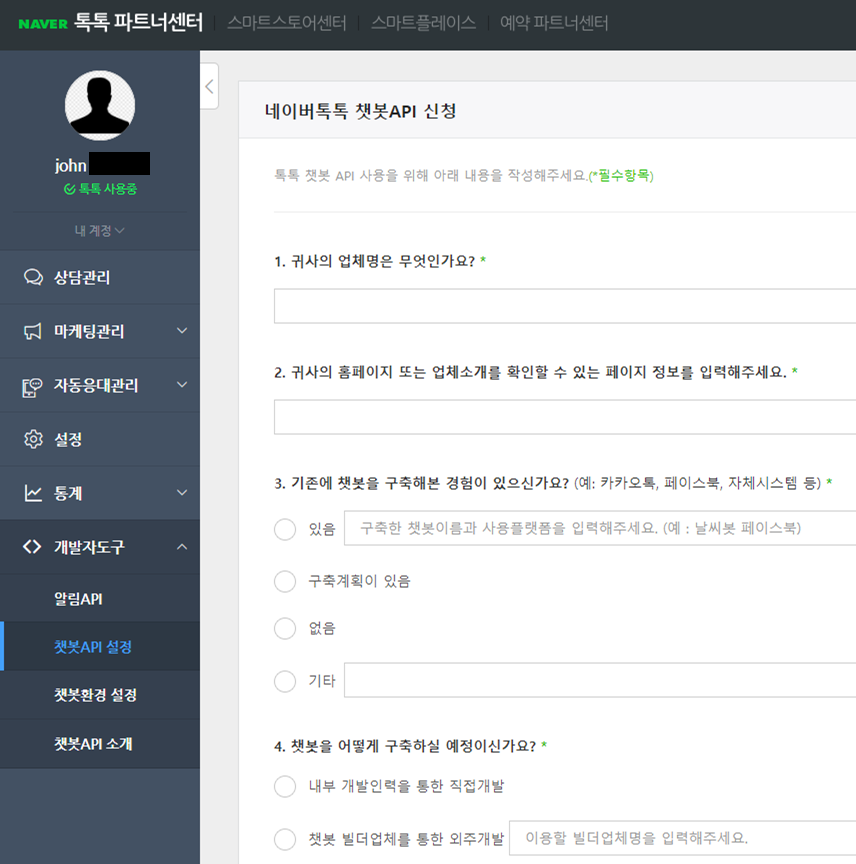 NAVER 톡톡 파트너센터 스마트스토어센터 스마트플레이스 예약 파트너센터
john
톡톡 사용중
내 계정
상담관리
마케팅관리
자동응대관리
설정
통계
개발자도구
알림API
챗봇API 설정
챗봇환경 설정
챗봇API 소개
네이버톡톡 챗봇API 신청
톡톡 챗봇 API 사용을 위해 아래 내용을 작성해주세요.(*필수항목)
1. 귀사의 업체명은 무엇인가요? *
2. 귀사의 홈페이지 또는 업체소개를 확인할 수 있는 페이지 정보를 입력해주세요. *
3. 기존에 챗봇을 구축해본 경험이 있으신가요? (예: 카카오톡, 페이스북, 자체시스템 등) *
있음 구축한 챗봇이름과 사용플랫폼을 입력해주세요. (예 : 날씨봇 페이스북)
구축계획이 있음
없음
기타
4. 챗봇을 어떻게 구축하실 예정이신가요? *
내부 개발인력을 통한 직접개발
챗봇 빌더업체를 통한 외주개발 이용할 빌더업체명을 입력해주세요.